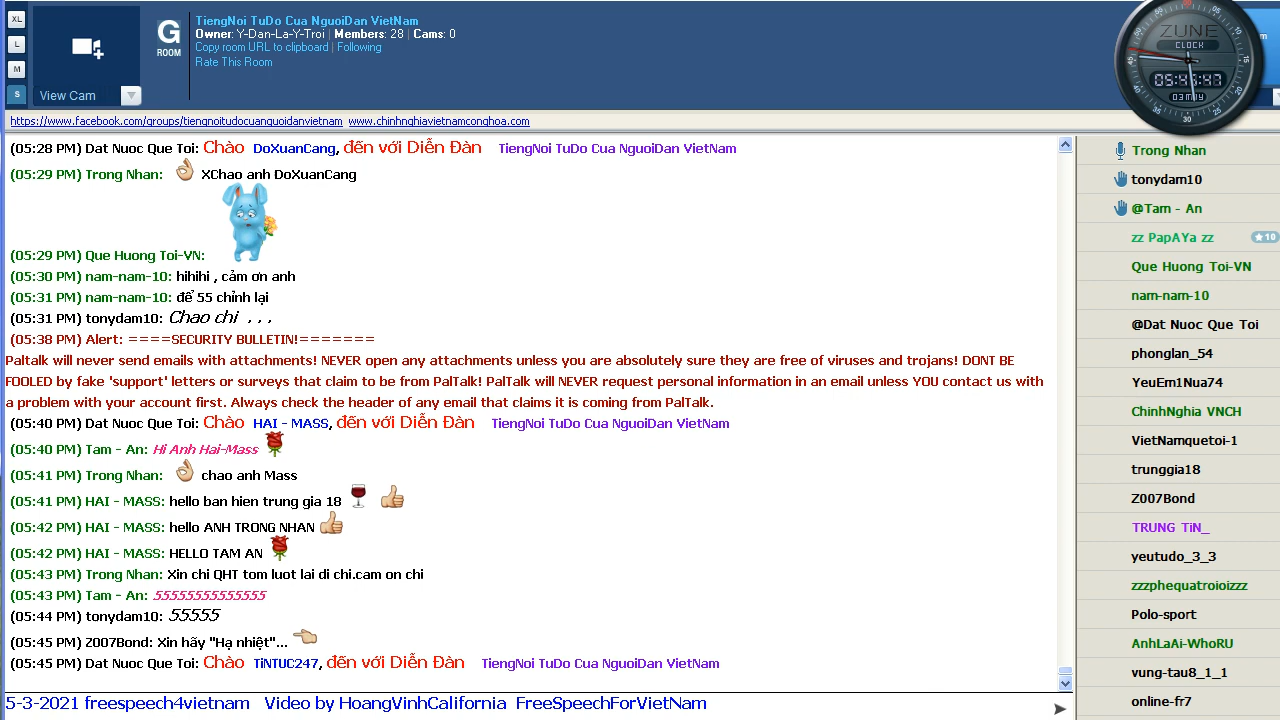 XL
L
M
S
View Cam
G
ROOM
TiengNoi TuDo Cua NguoiDan VietNam
Owner: Y-Dan-La-Y-Troi | Members: 28 | Cams: 0
Copy room URL to clipboard | Following
Rate This Room
ZUNE
CLOCK
05:45:47
03 May
https://www.facebook.com/groups/tiengnoitudocuanguoidanvietnam www.chinhnghiavietnamconghoa.com
(05:28 PM) Dat Nuoc Que Toi: Chào DoXuanCang, đến với Diễn Đàn TiengNoi TuDo Cua NguoiDan VietNam
(05:29 PM) Trong Nhan: XChao anh DoXuanCang
(05:29 PM) Que Huong Toi-VN:
(05:30 PM) nam-nam-10: hihihi , cảm ơn anh
(05:31 PM) nam-nam-10: để 55 chỉnh lại
(05:31 PM) tonydam10: Chao chi . . .
(05:38 PM) Alert: ====SECURITY BULLETIN!=======
Paltalk will never send emails with attachments! NEVER open any attachments unless you are absolutely sure they are free of viruses and trojans! DONT BE
FOOLED by fake 'support' letters or surveys that claim to be from PalTalk! PalTalk will NEVER request personal information in an email unless YOU contact us with
a problem with your account first. Always check the header of any email that claims it is coming from PalTalk.
(05:40 PM) Dat Nuoc Que Toi: Chào HAI - MASS, đến với Diễn Đàn TiengNoi TuDo Cua NguoiDan VietNam
(05:40 PM) Tam - An: Hi Anh Hai-Mass
(05:41 PM) Trong Nhan: chao anh Mass
(05:41 PM) HAI - MASS: hello ban hien trung gia 18
(05:42 PM) HAI - MASS: hello ANH TRONG NHAN
(05:42 PM) HAI - MASS: HELLO TAM AN
(05:43 PM) Trong Nhan: Xin chi QHT tom luot lai di chi.cam on chi
(05:43 PM) Tam - An: 55555555555555
(05:44 PM) tonydam10: 55555
(05:45 PM) Z007Bond: Xin hãy "Hạ nhiệt"...
(05:45 PM) Dat Nuoc Que Toi: Chào TiNTUC247, đến với Diễn Đàn TiengNoi TuDo Cua NguoiDan VietNam
5-3-2021 freespeech4vietnam Video by HoangVinhCalifornia FreeSpeechForVietNam
Trong Nhan
tonydam10
@Tam - An
zz PapAYa zz
10
Que Huong Toi-VN
nam-nam-10
@Dat Nuoc Que Toi
phonglan_54
YeuEm1Nua74
ChinhNghia VNCH
VietNamquetoi-1
trunggia18
Z007Bond
TRUNG TiN_
yeutudo_3_3
zzzphequatroioizzz
Polo-sport
AnhLaAi-WhoRU
vung-tau8_1_1
online-fr7